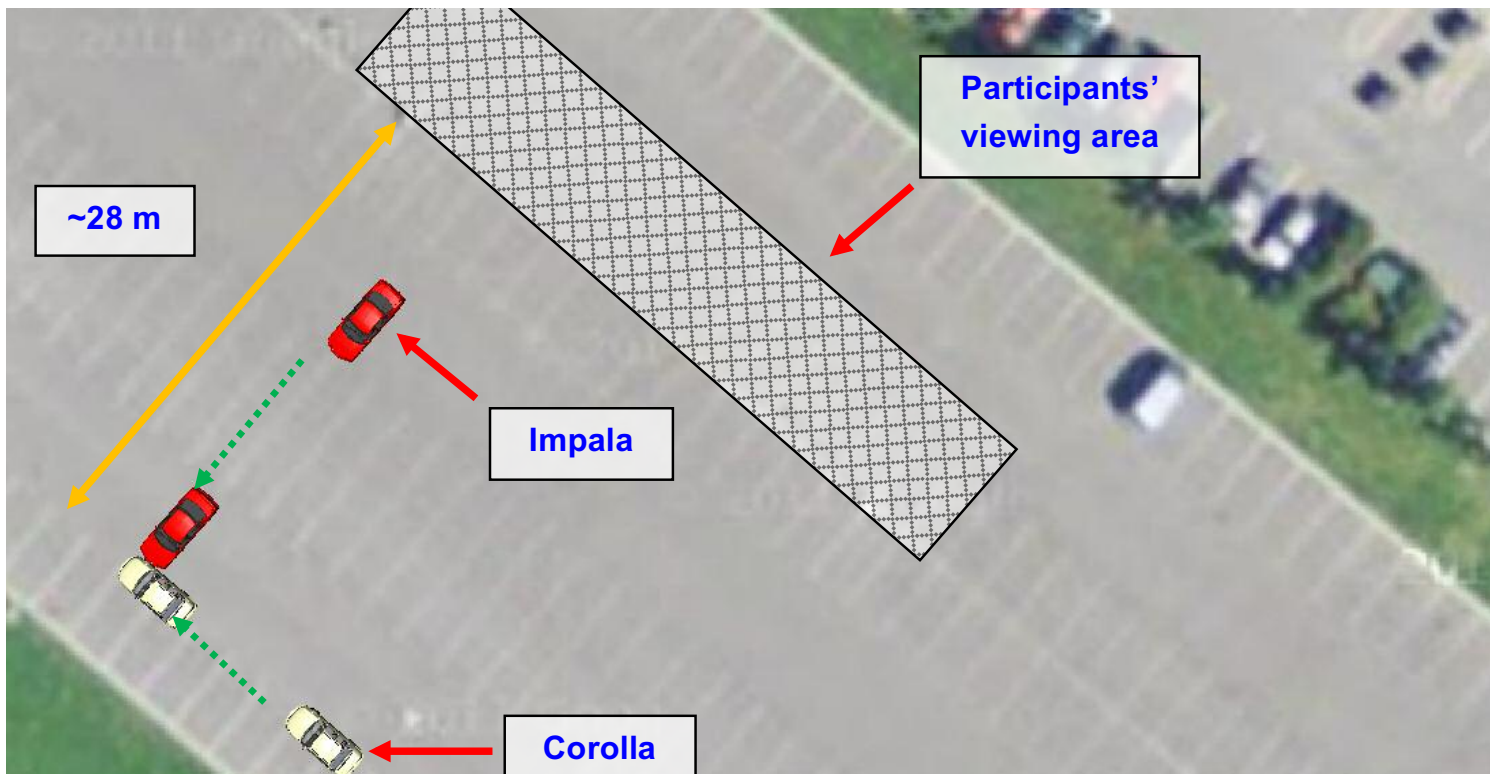 Participants’
viewing area
~28 m
Impala
Corolla